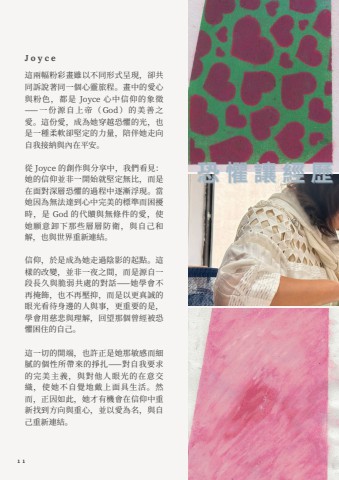 Joyce
這兩幅粉彩畫雖以不同形式呈現，卻共
同訴說著同一個心靈旅程。畫中的愛心
與粉色，都是 Joyce 心中信仰的象徵
——一份源自上帝（God）的美善之
愛。這份愛，成為她穿越恐懼的光，也
是一種柔軟卻堅定的力量，陪伴她走向
自我接納與內在平安。
從 Joyce 的創作與分享中，我們看見：
她的信仰並非一開始就堅定無比，而是
在面對深層恐懼的過程中逐漸浮現。當
她因為無法達到心中完美的標準而困擾
時，是 God 的代贖與無條件的愛，使
她願意卸下那些層層防衛，與自己和
解，也與世界重新連結。
信仰，於是成為她走過陰影的起點。這
樣的改變，並非一夜之間，而是源自一
段長久與脆弱共處的對話——她學會不
再掩飾，也不再壓抑，而是以更真誠的
眼光看待身邊的人與事，更重要的是，
學會用慈悲與理解，回望那個曾經被恐
懼困住的自己。
這一切的開端，也許正是她那敏感而細
膩的個性所帶來的掙扎——對自我要求
的完美主義，與對他人眼光的在意交
織，使她不自覺地戴上面具生活。然
而，正因如此，她才有機會在信仰中重
新找到方向與重心，並以愛為名，與自
己重新連結。
恐懼讓經歷
21